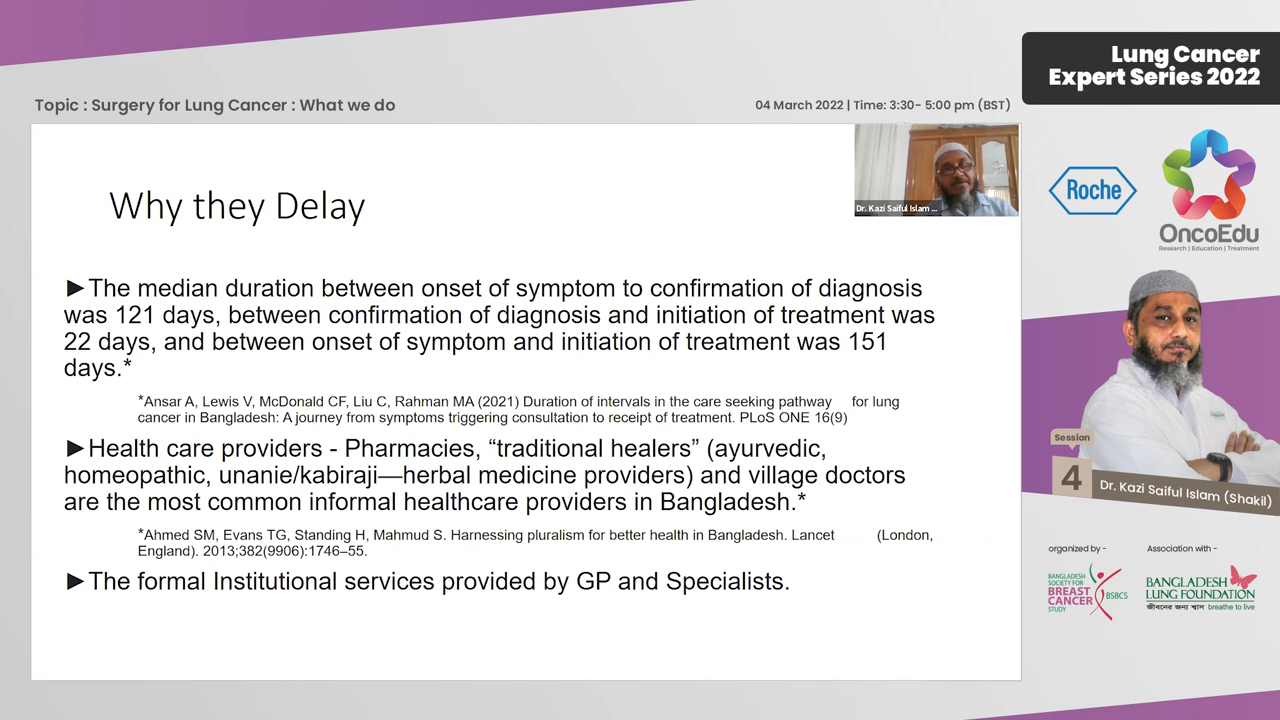 Lung Cancer
Expert Series 2022
Topic : Surgery for Lung Cancer : What we do
04 March 2022 | Time: 3:30- 5:00 pm (BST)
Why they Delay
Dr. Kazi Saiful Islam ...
►The median duration between onset of symptom to confirmation of diagnosis
was 121 days, between confirmation of diagnosis and initiation of treatment was
22 days, and between onset of symptom and initiation of treatment was 151
days.*
*Ansar A, Lewis V, McDonald CF, Liu C, Rahman MA (2021) Duration of intervals in the care seeking pathway for lung
cancer in Bangladesh: A journey from symptoms triggering consultation to receipt of treatment. PLoS ONE 16(9)
►Health care providers - Pharmacies, “traditional healers” (ayurvedic,
homeopathic, unanie/kabiraji—herbal medicine providers) and village doctors
are the most common informal healthcare providers in Bangladesh.*
*Ahmed SM, Evans TG, Standing H, Mahmud S. Harnessing pluralism for better health in Bangladesh. Lancet (London,
England). 2013;382(9906):1746–55.
►The formal Institutional services provided by GP and Specialists.
Roche
OncoEdu
Research | Education | Treatment
Session
4
Dr. Kazi Saiful Islam (Shakil)
organized by -
BANGLADESH
SOCIETY FOR
BREAST
CANCER
STUDY
BSBCS
Association with -
BANGLADESH
LUNG FOUNDATION
জীবনের জন্য শ্বাস breathe to live